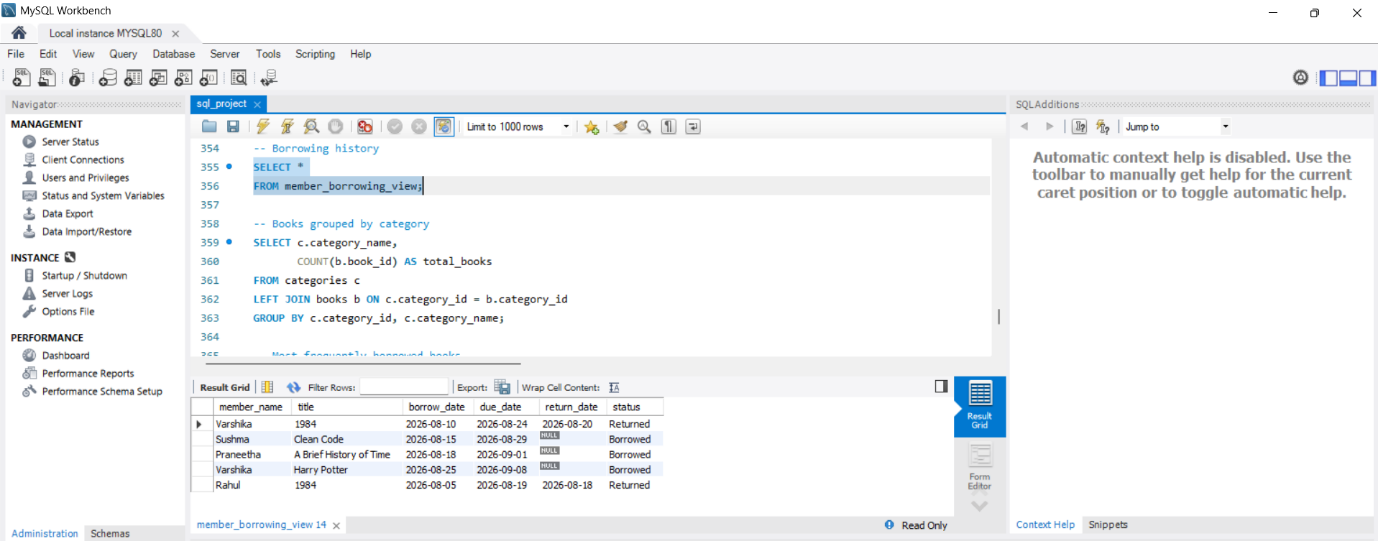 MySQL Workbench
Local instance MYSQL80
File Edit View Query Database Server Tools Scripting Help
Navigator
MANAGEMENT
Server Status
Client Connections
Users and Privileges
Status and System Variables
Data Export
Data Import/Restore
INSTANCE
Startup / Shutdown
Server Logs
Options File
PERFORMANCE
Dashboard
Performance Reports
Performance Schema Setup
Administration Schemas
sql_project
Limit to 1000 rows
354 -- Borrowing history
355 SELECT *
356 FROM member_borrowing_view;
357
358 -- Books grouped by category
359 SELECT c.category_name,
360 COUNT(b.book_id) AS total_books
361 FROM categories c
362 LEFT JOIN books b ON c.category_id = b.category_id
363 GROUP BY c.category_id, c.category_name;
364
365 -- Most frequently borrowed books
Result Grid Filter Rows: Export: Wrap Cell Content:
member_name title borrow_date due_date return_date status
Varshika 1984 2026-08-10 2026-08-24 2026-08-20 Returned
Sushma Clean Code 2026-08-15 2026-08-29 NULL Borrowed
Praneetha A Brief History of Time 2026-08-18 2026-09-01 NULL Borrowed
Varshika Harry Potter 2026-08-25 2026-09-08 NULL Borrowed
Rahul 1984 2026-08-05 2026-08-19 2026-08-18 Returned
Result
Grid
Form
Editor
member_borrowing_view 14
Read Only
SQLAdditions
Jump to
Automatic context help is disabled. Use the
toolbar to manually get help for the current
caret position or to toggle automatic help.
Context Help Snippets